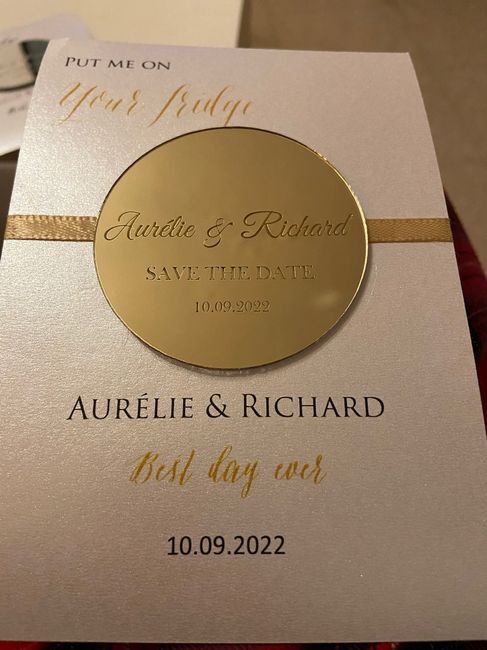 PUT ME ON
Your fridge
Aurélie & Richard
SAVE THE DATE
10.09.2022
AURÉLIE & RICHARD
Best day ever
10.09.2022